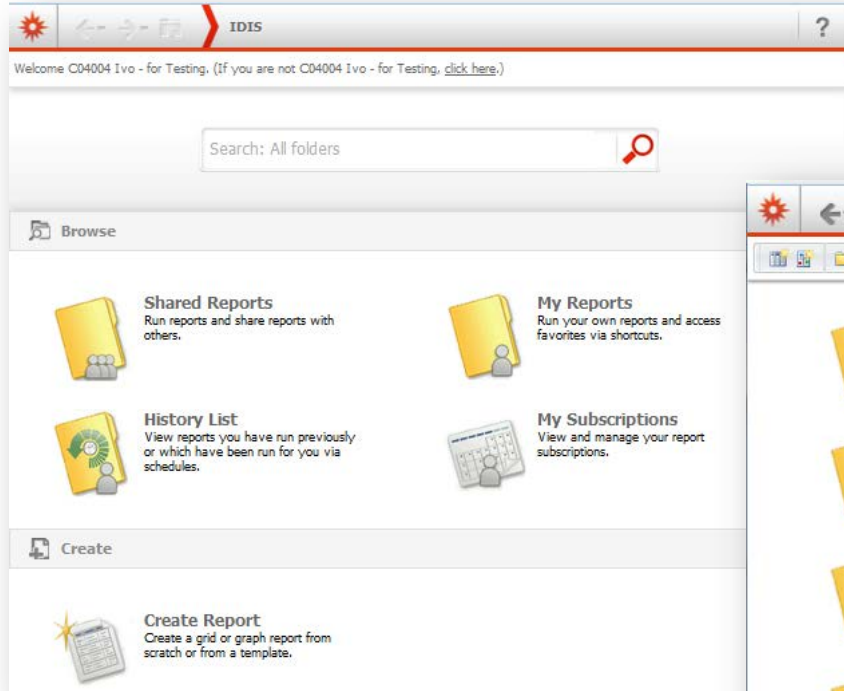 IDIS
?
Welcome C04004 Ivo - for Testing. (If you are not C04004 Ivo - for Testing, click here.)
Search: All folders
Browse
Shared Reports
Run reports and share reports with
others.
My Reports
Run your own reports and access
favorites via shortcuts.
History List
View reports you have run previously
or which have been run for you via
schedules.
My Subscriptions
View and manage your report
subscriptions.
Create
Create Report
Create a grid or graph report from
scratch or from a template.